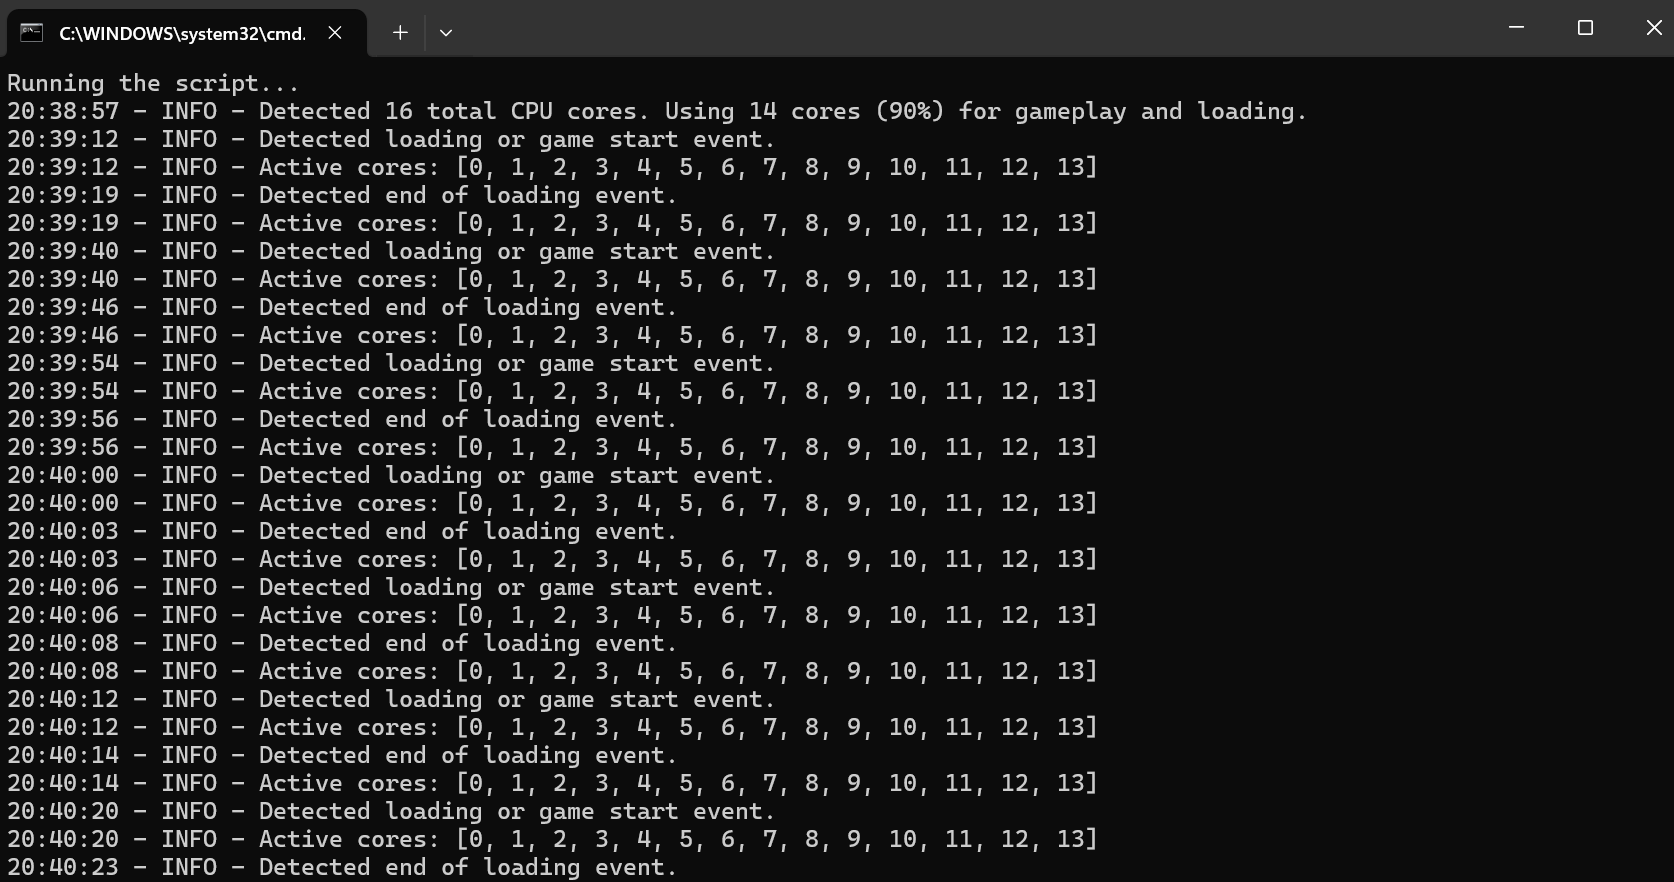 C:\WINDOWS\system32\cmd.
Running the script...
20:38:57 - INFO - Detected 16 total CPU cores. Using 14 cores (90%) for gameplay and loading.
20:39:12 - INFO - Detected loading or game start event.
20:39:12 - INFO - Active cores: [0, 1, 2, 3, 4, 5, 6, 7, 8, 9, 10, 11, 12, 13]
20:39:19 - INFO - Detected end of loading event.
20:39:19 - INFO - Active cores: [0, 1, 2, 3, 4, 5, 6, 7, 8, 9, 10, 11, 12, 13]
20:39:40 - INFO - Detected loading or game start event.
20:39:40 - INFO - Active cores: [0, 1, 2, 3, 4, 5, 6, 7, 8, 9, 10, 11, 12, 13]
20:39:46 - INFO - Detected end of loading event.
20:39:46 - INFO - Active cores: [0, 1, 2, 3, 4, 5, 6, 7, 8, 9, 10, 11, 12, 13]
20:39:54 - INFO - Detected loading or game start event.
20:39:54 - INFO - Active cores: [0, 1, 2, 3, 4, 5, 6, 7, 8, 9, 10, 11, 12, 13]
20:39:56 - INFO - Detected end of loading event.
20:39:56 - INFO - Active cores: [0, 1, 2, 3, 4, 5, 6, 7, 8, 9, 10, 11, 12, 13]
20:40:00 - INFO - Detected loading or game start event.
20:40:00 - INFO - Active cores: [0, 1, 2, 3, 4, 5, 6, 7, 8, 9, 10, 11, 12, 13]
20:40:03 - INFO - Detected end of loading event.
20:40:03 - INFO - Active cores: [0, 1, 2, 3, 4, 5, 6, 7, 8, 9, 10, 11, 12, 13]
20:40:06 - INFO - Detected loading or game start event.
20:40:06 - INFO - Active cores: [0, 1, 2, 3, 4, 5, 6, 7, 8, 9, 10, 11, 12, 13]
20:40:08 - INFO - Detected end of loading event.
20:40:08 - INFO - Active cores: [0, 1, 2, 3, 4, 5, 6, 7, 8, 9, 10, 11, 12, 13]
20:40:12 - INFO - Detected loading or game start event.
20:40:12 - INFO - Active cores: [0, 1, 2, 3, 4, 5, 6, 7, 8, 9, 10, 11, 12, 13]
20:40:14 - INFO - Detected end of loading event.
20:40:14 - INFO - Active cores: [0, 1, 2, 3, 4, 5, 6, 7, 8, 9, 10, 11, 12, 13]
20:40:20 - INFO - Detected loading or game start event.
20:40:20 - INFO - Active cores: [0, 1, 2, 3, 4, 5, 6, 7, 8, 9, 10, 11, 12, 13]
20:40:23 - INFO - Detected end of loading event.